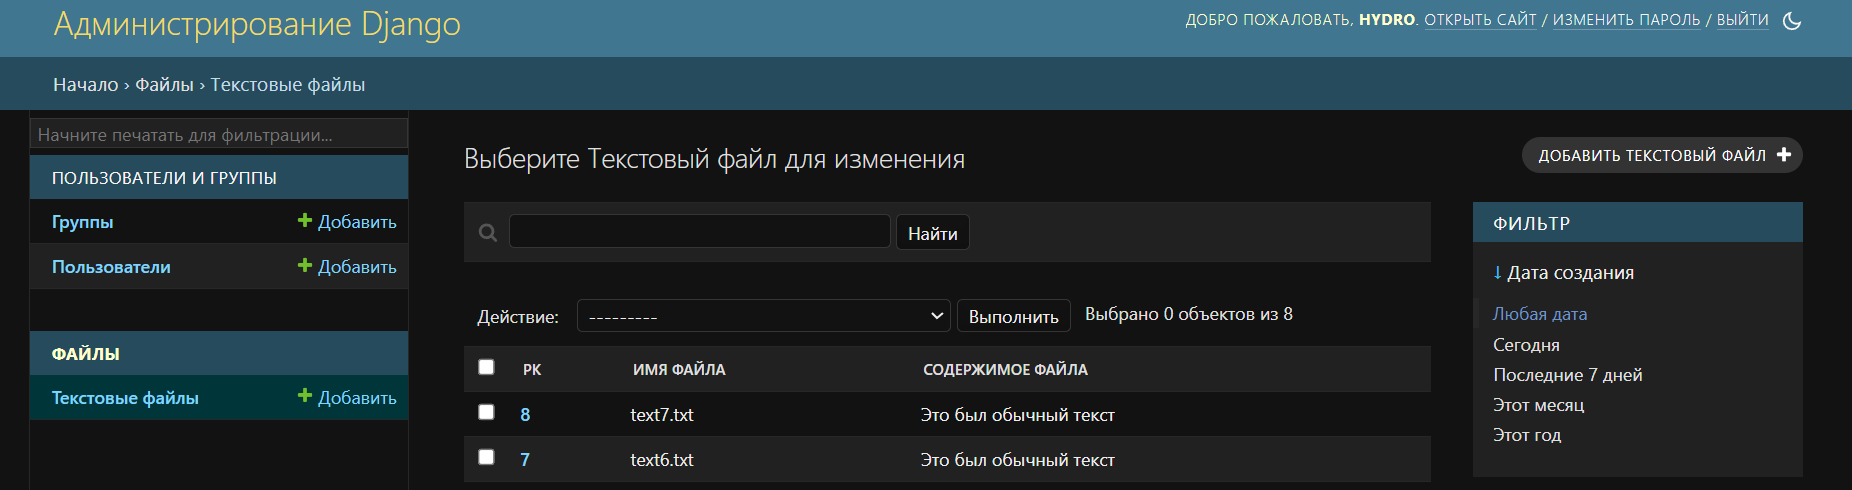 Администрирование Django
ДОБРО ПОЖАЛОВАТЬ, HYDRO. ОТКРЫТЬ САЙТ / ИЗМЕНИТЬ ПАРОЛЬ / ВЫЙТИ
Начало › Файлы › Текстовые файлы
Начните печатать для фильтрации...
ПОЛЬЗОВАТЕЛИ И ГРУППЫ
Группы
Добавить
Пользователи
Добавить
ФАЙЛЫ
Текстовые файлы
Добавить
Выберите Текстовый файл для изменения
ДОБАВИТЬ ТЕКСТОВЫЙ ФАЙЛ
Найти
Действие: --------- Выполнить Выбрано 0 объектов из 8
PK ИМЯ ФАЙЛА СОДЕРЖИМОЕ ФАЙЛА
8 text7.txt Это был обычный текст
7 text6.txt Это был обычный текст
ФИЛЬТР
↓ Дата создания
Любая дата
Сегодня
Последние 7 дней
Этот месяц
Этот год